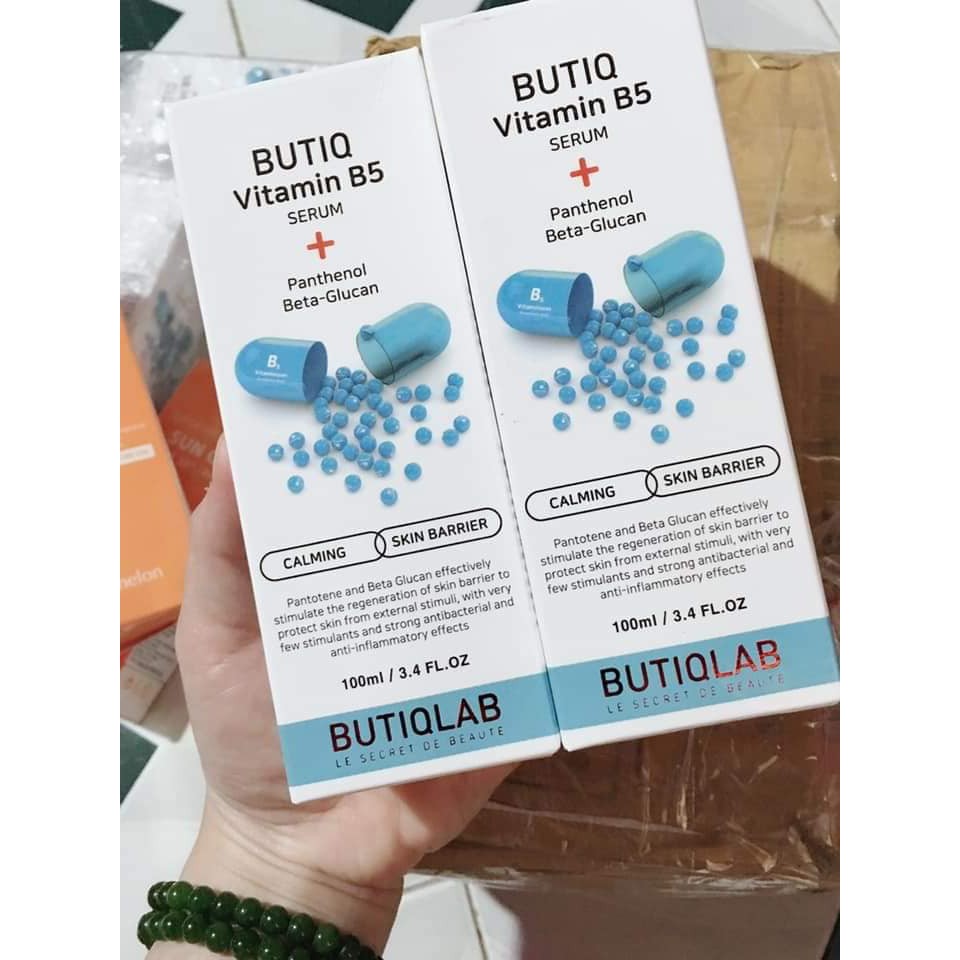 BUTIQ
Vitamin B5
SERUM
+
Panthenol
Beta-Glucan
B5
CALMING
SKIN BARRIER
Pantotene and Beta Glucan effectively
stimulate the regeneration of skin barrier to
protect skin from external stimuli, with very
few stimulants and strong antibacterial and
anti-inflammatory effects
100ml / 3.4 FL.OZ
BUTIQLAB
LE SECRET DE BEAUTE
BUTIQ
Vitamin B5
SERUM
+
Panthenol
Beta-Glucan
B5
CALMING
SKIN BARRIER
Pantotene and Beta Glucan effectively
stimulate the regeneration of skin barrier to
protect skin from external stimuli, with very
few stimulants and strong antibacterial and
anti-inflammatory effects
100ml / 3.4 FL.OZ
BUTIQLAB
LE SECRET DE BEAUTE
SUN